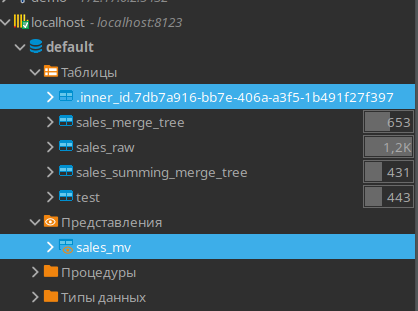 localhost - localhost:8123
default
Таблицы
.inner_id.7db7a916-bb7e-406a-a3f5-1b491f27f397
sales_merge_tree 653
sales_raw 1,2K
sales_summing_merge_tree 431
test 443
Представления
sales_mv
Процедуры
Типы данных